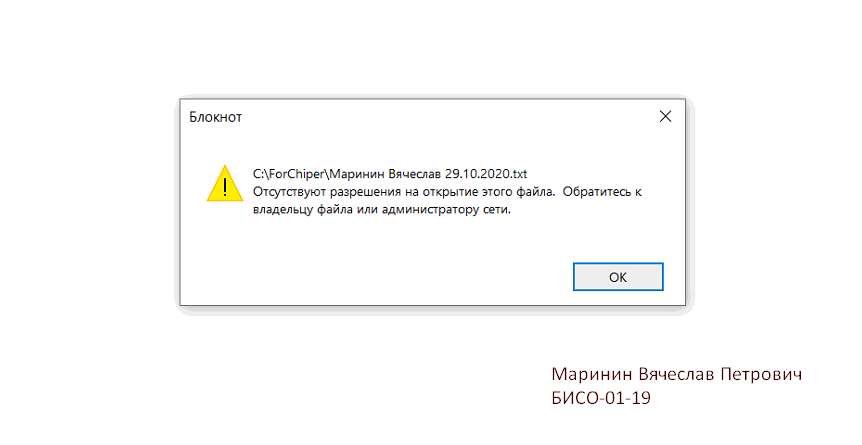 Блокнот
C:\ForChiper\Маринин Вячеслав 29.10.2020.txt
Отсутствуют разрешения на открытие этого файла.  Обратитесь к
владельцу файла или администратору сети.
ОК
Маринин Вячеслав Петрович
БИСО-01-19